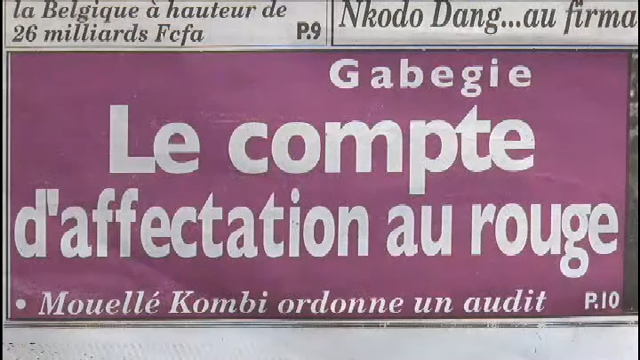 la Belgique à hauteur de
26 milliards Fcfa
P.9
Nkodo Dang...au firma
Gabegie
Le compte
d'affectation au rouge
• Mouellé Kombi ordonne un audit
P.10